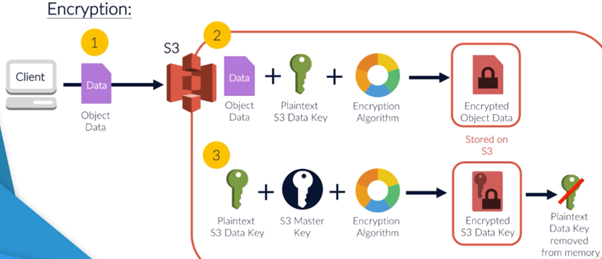 Encryption:
1
Client
Data
Object
Data
S3
2
Data
Object
Data
+
Plaintext
S3 Data Key
+
Encryption
Algorithm
Encrypted
Object Data
Stored on
S3
3
Plaintext
S3 Data Key
+
S3 Master
Key
+
Encryption
Algorithm
Encrypted
S3 Data Key
Plaintext
Data Key
removed
from memory